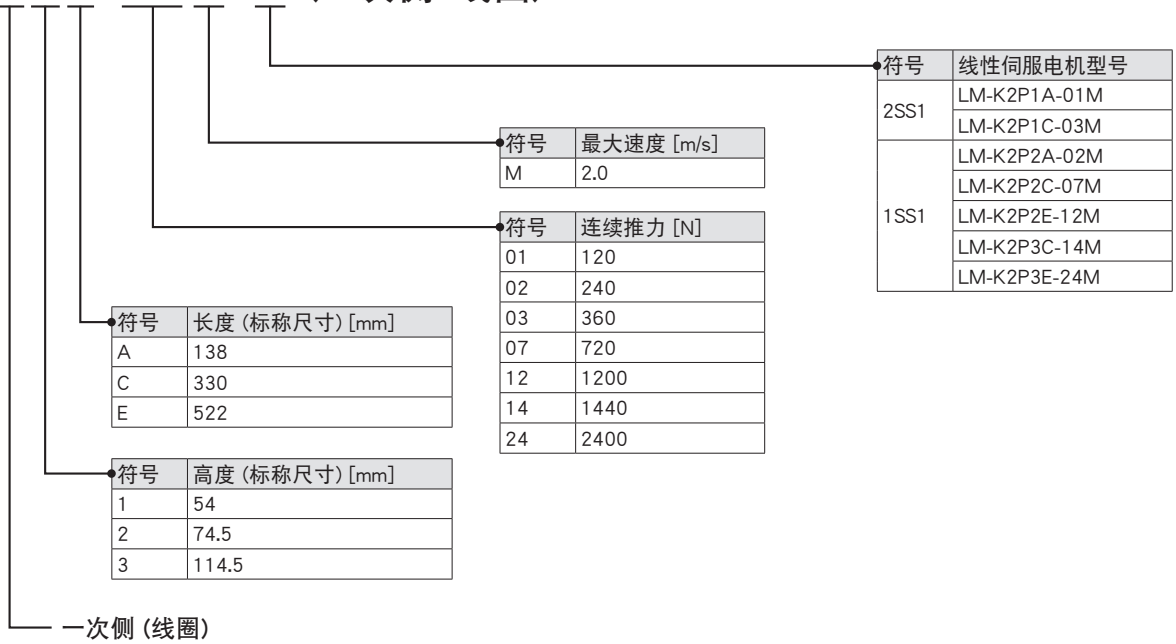 符号 线性伺服电机型号
2SS1 LM-K2P1A-01M
LM-K2P1C-03M
1SS1 LM-K2P2A-02M
LM-K2P2C-07M
LM-K2P2E-12M
LM-K2P3C-14M
LM-K2P3E-24M
符号 最大速度 [m/s]
M 2.0
符号 连续推力 [N]
01 120
02 240
03 360
07 720
12 1200
14 1440
24 2400
符号 长度 (标称尺寸) [mm]
A 138
C 330
E 522
符号 高度 (标称尺寸) [mm]
1 54
2 74.5
3 114.5
一次侧 (线圈)